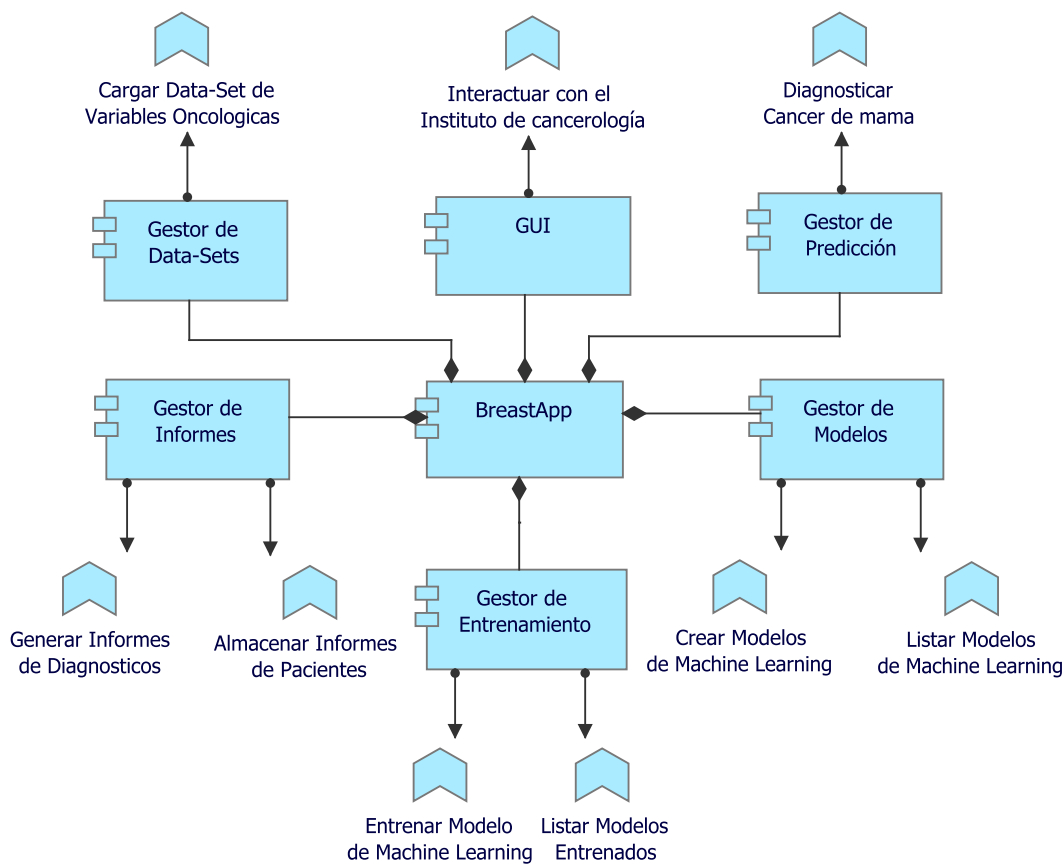 Cargar Data-Set de
Variables Oncologicas
Interactuar con el
Instituto de cancerología
Diagnosticar
Cancer de mama
Gestor de
Data-Sets
GUI
Gestor de
Predicción
Gestor de
Informes
BreastApp
Gestor de
Modelos
Generar Informes
de Diagnosticos
Almacenar Informes
de Pacientes
Gestor de
Entrenamiento
Crear Modelos
de Machine Learning
Listar Modelos
de Machine Learning
Entrenar Modelo
de Machine Learning
Listar Modelos
Entrenados